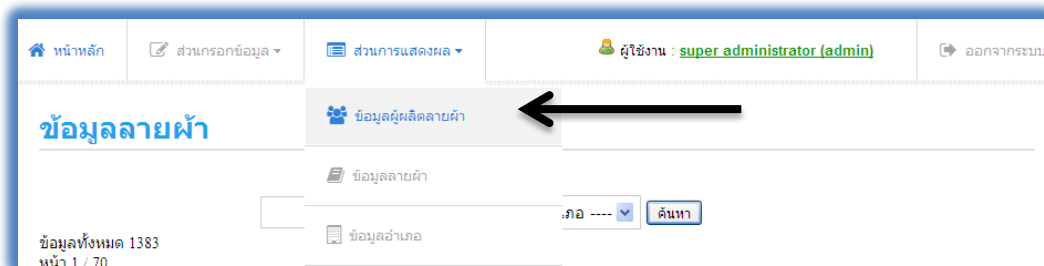 หน้าหลัก ส่วนกรอกข้อมูล ส่วนการแสดงผล ผู้ใช้งาน : super administrator (admin) ออกจากระบบ
ข้อมูลผู้ผลิตลายผ้า
ข้อมูลลายผ้า
ข้อมูลลายผ้า
ภอ ---- ค้นหา
ข้อมูลอำเภอ
ข้อมูลทั้งหมด 1383
หน้า 1 / 70